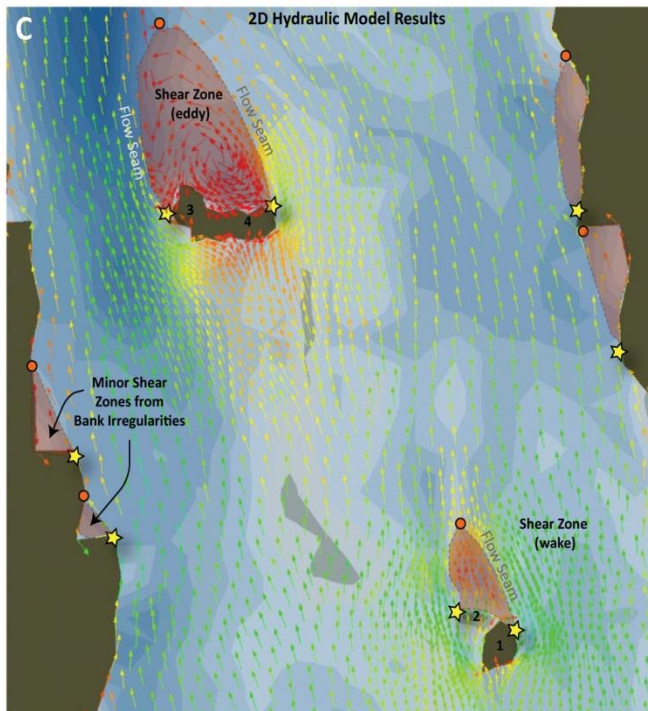 C
2D Hydraulic Model Results
Shear Zone
(eddy)
Flow Seam
Flow Seam
3
4
Minor Shear
Zones from
Bank Irregularities
Shear Zone
(wake)
Flow Seam
2
1